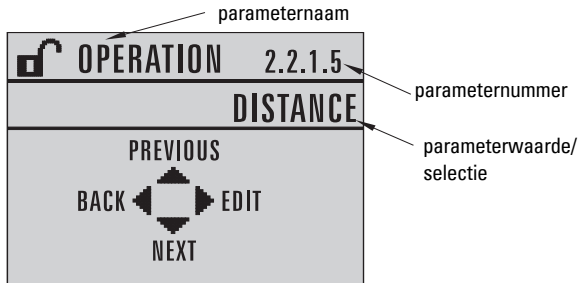 parameternaam
OPERATION 2.2.1.5
parameternummer
DISTANCE
parameterwaarde/
selectie
PREVIOUS
BACK EDIT
NEXT